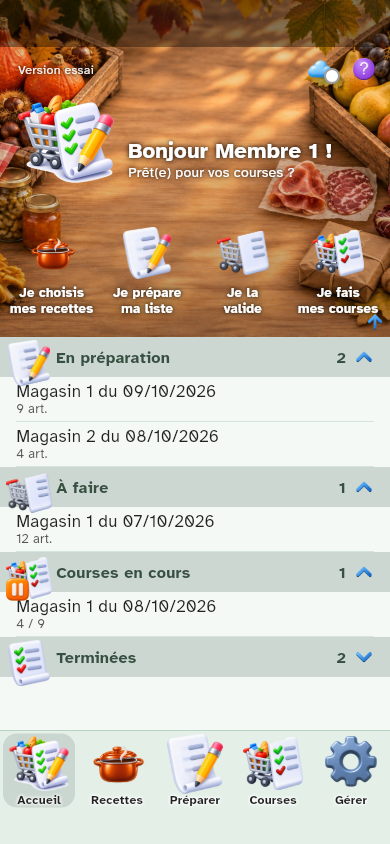 Version essai
?
Bonjour Membre 1 !
Prêt(e) pour vos courses ?
Je choisis
mes recettes
Je prépare
ma liste
Je la
valide
Je fais
mes courses
En préparation 2
Magasin 1 du 09/10/2026
9 art.
Magasin 2 du 08/10/2026
4 art.
À faire 1
Magasin 1 du 07/10/2026
12 art.
Courses en cours 1
Magasin 1 du 08/10/2026
4 / 9
Terminées 2
Accueil
Recettes
Préparer
Courses
Gérer